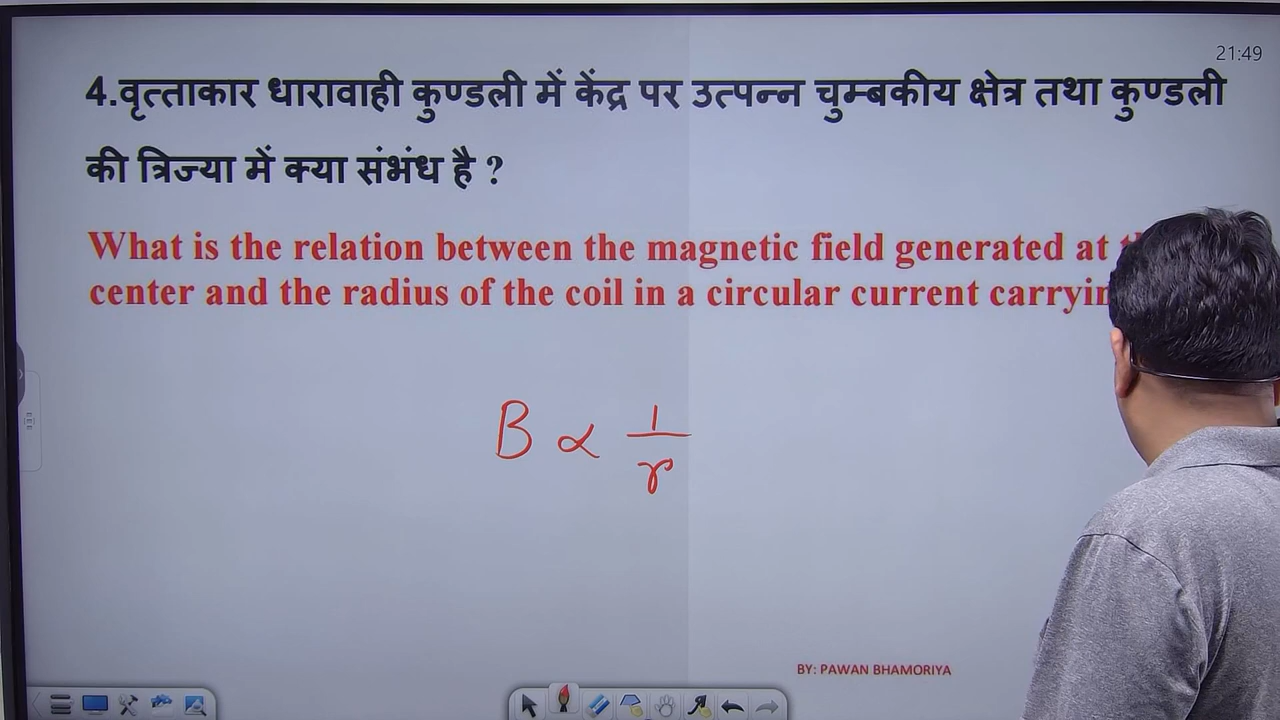 21:49
4.वृत्ताकार धारावाही कुण्डली में केंद्र पर उत्पन्न चुम्बकीय क्षेत्र तथा कुण्डली
की त्रिज्या में क्या संभंध है ?
What is the relation between the magnetic field generated at
center and the radius of the coil in a circular current
B ∝ 1/r
BY: PAWAN BHAMORIYA